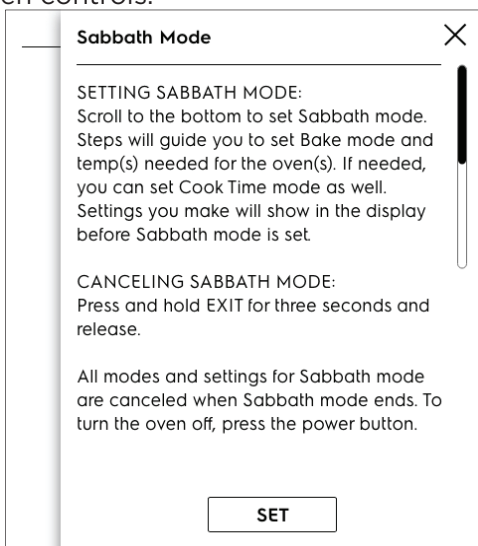 en controls.
Sabbath Mode
SETTING SABBATH MODE:
Scroll to the bottom to set Sabbath mode.
Steps will guide you to set Bake mode and
temp(s) needed for the oven(s). If needed,
you can set Cook Time mode as well.
Settings you make will show in the display
before Sabbath mode is set.
CANCELING SABBATH MODE:
Press and hold EXIT for three seconds and
release.
All modes and settings for Sabbath mode
are canceled when Sabbath mode ends. To
turn the oven off, press the power button.
SET